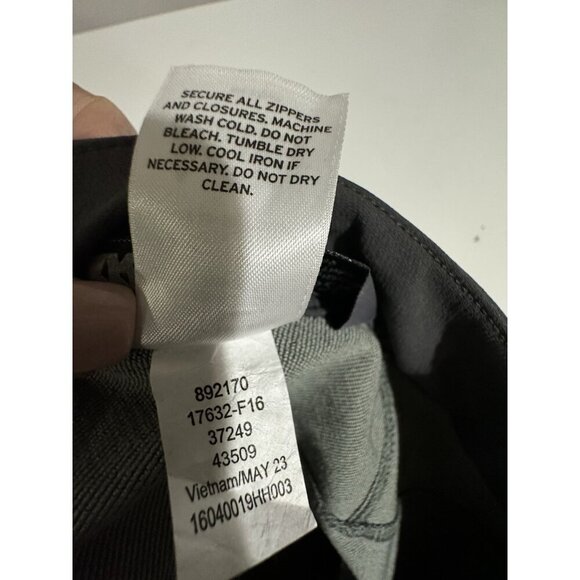 SECURE ALL ZIPPERS
AND CLOSURES. MACHINE
WASH COLD. DO NOT
BLEACH. TUMBLE DRY
LOW. COOL IRON IF
NECESSARY. DO NOT DRY
CLEAN.
892170
17632-F16
37249
43509
Vietnam/MAY 23
16040019HH003